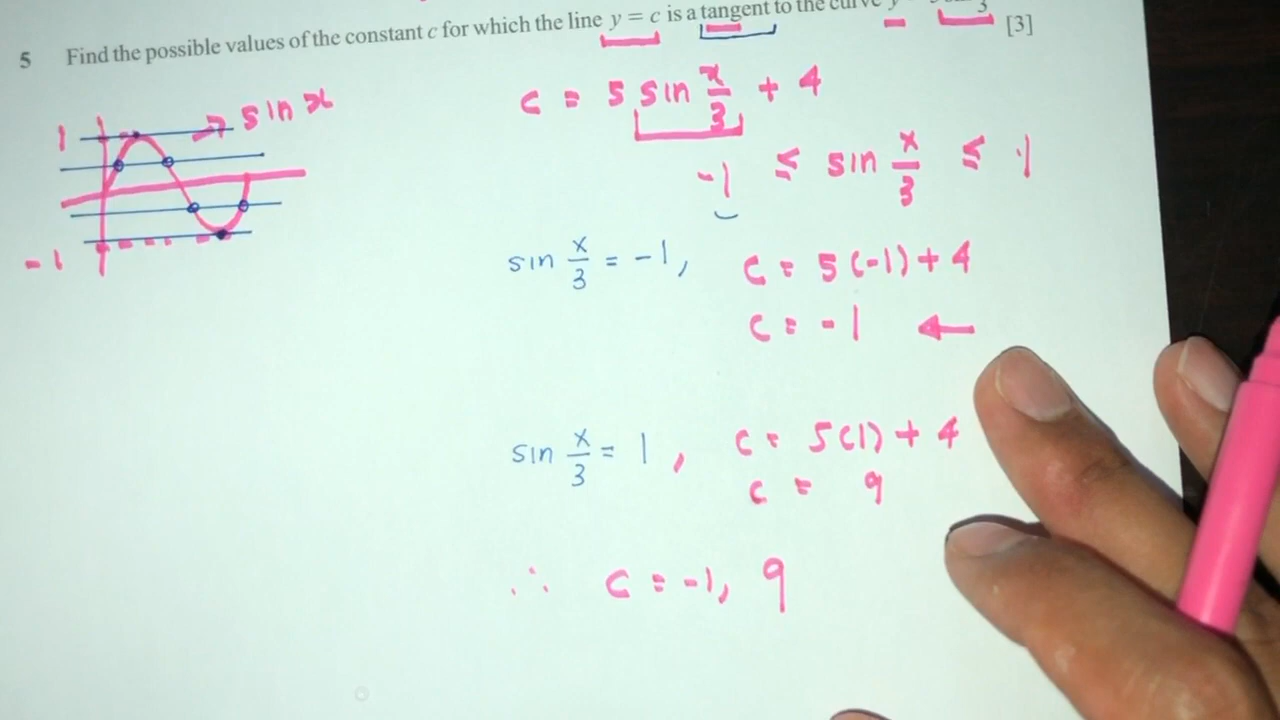 5 Find the possible values of the constant c for which the line y = c is a tangent to the curve y
[3]
1
sin x
-1
c = 5 sin x/3 + 4
-1 ≤ sin x/3 ≤ 1
sin x/3 = -1, c = 5(-1) + 4
c = -1 ←
sin x/3 = 1, c = 5(1) + 4
c = 9
∴ c = -1, 9